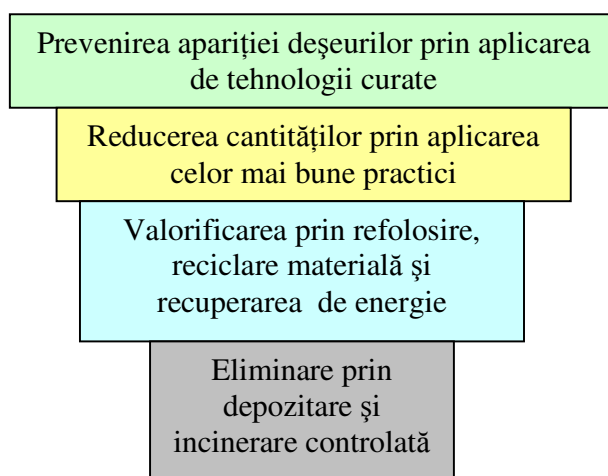 Prevenirea apariției deșeurilor prin aplicarea
de tehnologii curate
Reducerea cantităților prin aplicarea
celor mai bune practici
Valorificarea prin refolosire,
reciclare materială și
recuperarea de energie
Eliminare prin
depozitare și
incinerare controlată